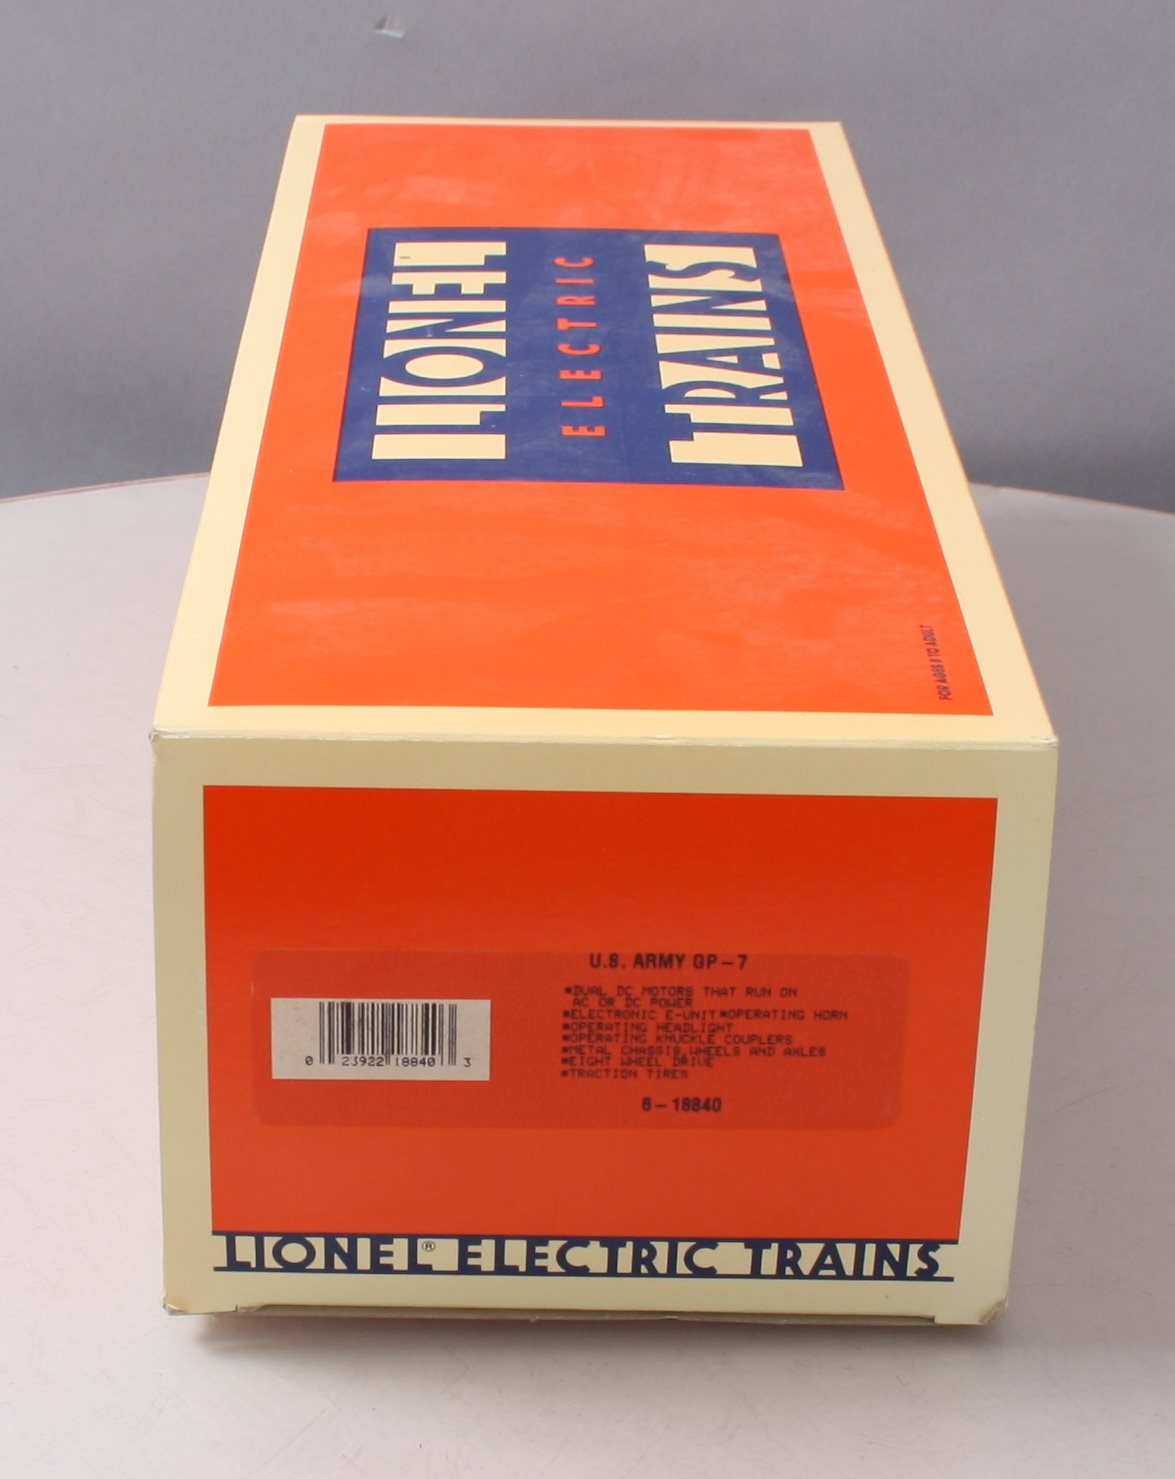 LIONEL®
ELECTRIC
TRAINS
FOR AGES 8 TO ADULT
U.S. ARMY GP-7
*DUAL DC MOTORS THAT RUN ON
AC OR DC POWER
*ELECTRONIC E-UNIT*OPERATING HORN
*OPERATING HEADLIGHT
*OPERATING KNUCKLE COUPLERS
*METAL CHASSIS,WHEELS AND AXLES
*EIGHT WHEEL DRIVE
*TRACTION TIRES
6-18840
0 23922 18840 3
LIONEL® ELECTRIC TRAINS